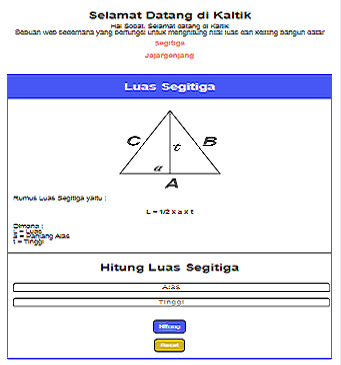 Selamat Datang di Kaltik
Hai Sobat, Selamat datang di Kaltik
Sebuah web sederhana yang berfungsi untuk menghitung nilai luas dan keliling bangun datar
Segitiga
Jajargenjang
Luas Segitiga
C t B
a
A
Rumus Luas Segitiga yaitu :
L = 1/2 x a x t
Dimana :
L = Luas
a = Panjang Alas
t = Tinggi
Hitung Luas Segitiga
Alas
Tinggi
Hitung
Reset